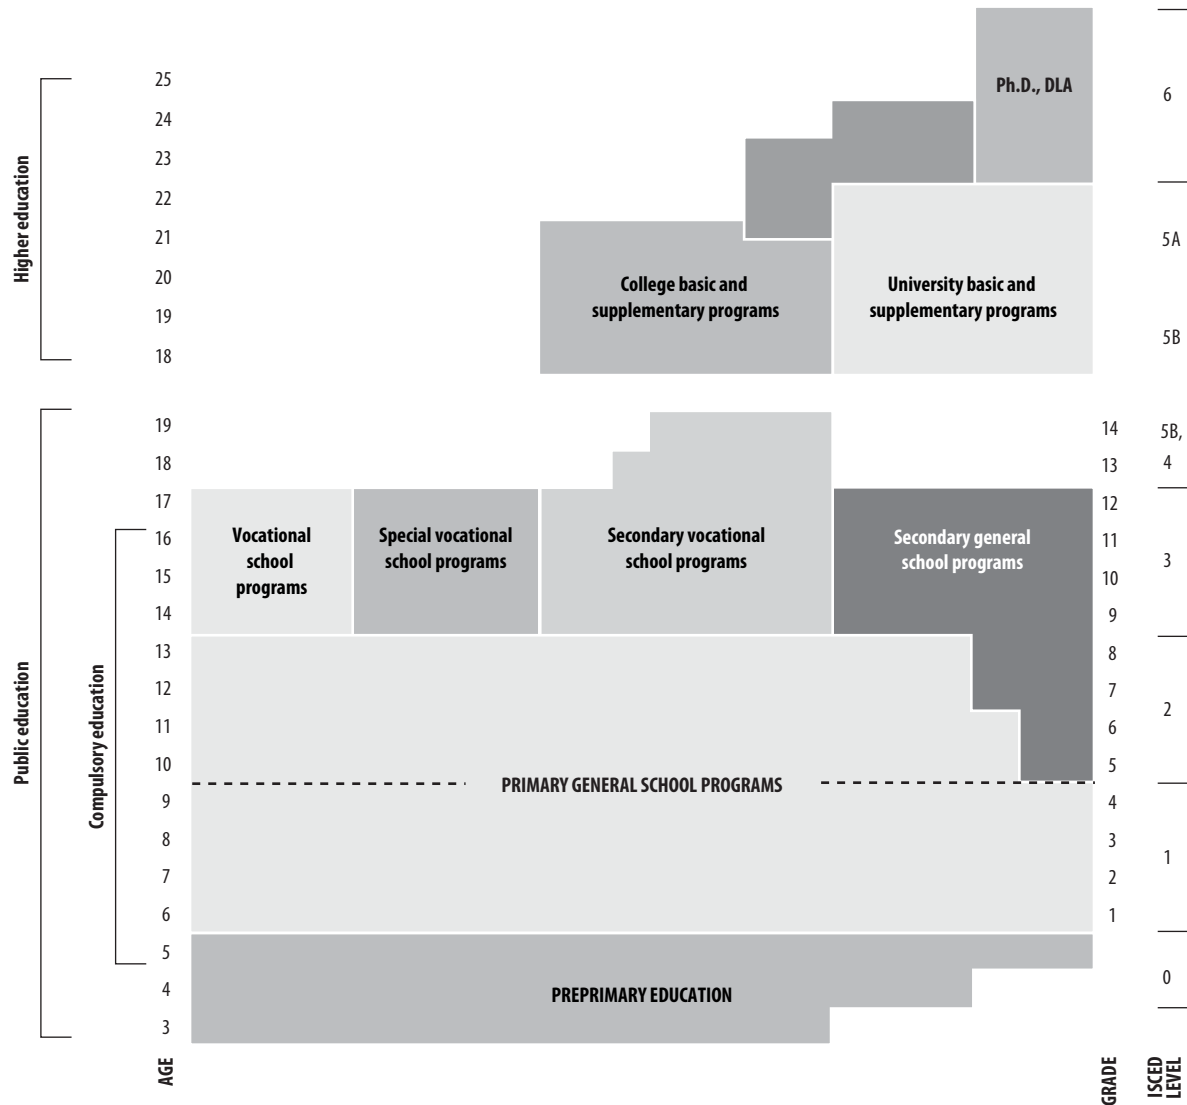 Higher education
25
24
23
22
21
20
19
18
Ph.D., DLA
College basic and
supplementary programs
University basic and
supplementary programs
6
5A
5B
Public education
Compulsory education
19
18
17
16
15
14
13
12
11
10
9
8
7
6
5
4
3
AGE
Vocational
school
programs
Special vocational
school programs
Secondary vocational
school programs
Secondary general
school programs
PRIMARY GENERAL SCHOOL PROGRAMS
PREPRIMARY EDUCATION
14
13
12
11
10
9
8
7
6
5
4
3
2
1
GRADE
5B,
4
3
2
1
0
ISCED
LEVEL